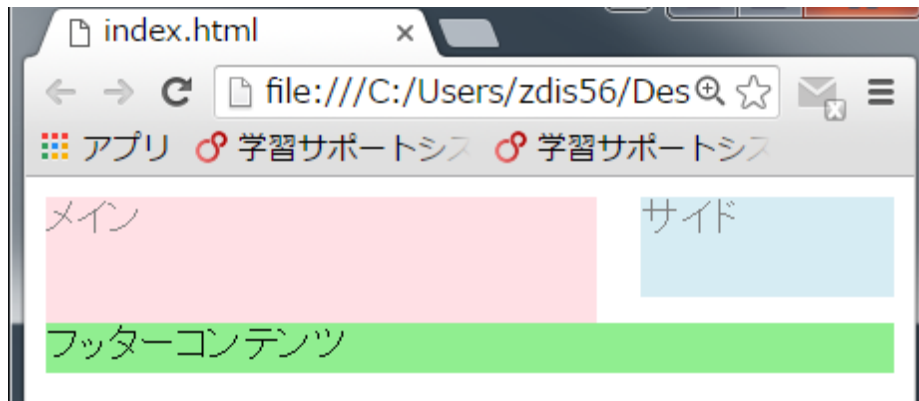 index.html
file:///C:/Users/zdis56/Des
アプリ 学習サポートシス 学習サポートシス
メイン サイド
フッターコンテンツ